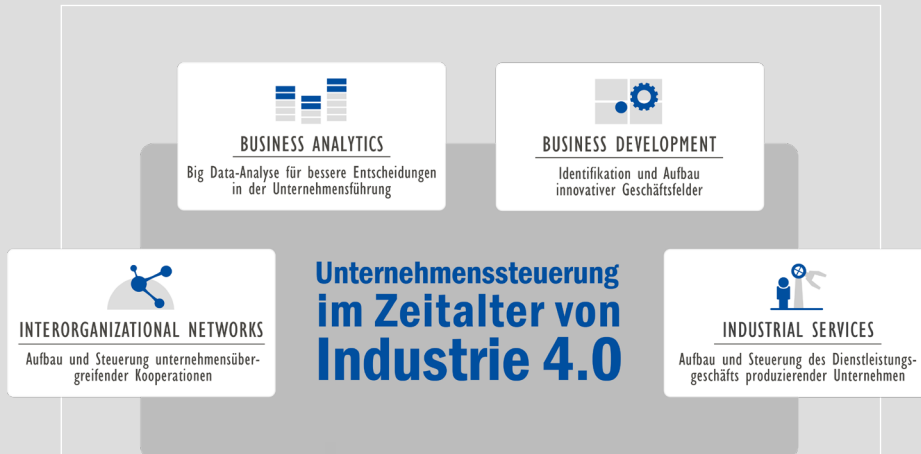 BUSINESS ANALYTICS
Big Data-Analyse für bessere Entscheidungen
in der Unternehmensführung
BUSINESS DEVELOPMENT
Identifikation und Aufbau
innovativer Geschäftsfelder
INTERORGANIZATIONAL NETWORKS
Aufbau und Steuerung unternehmensüber-
greifender Kooperationen
Unternehmenssteuerung
im Zeitalter von
Industrie 4.0
INDUSTRIAL SERVICES
Aufbau und Steuerung des Dienstleistungs-
geschäfts produzierender Unternehmen